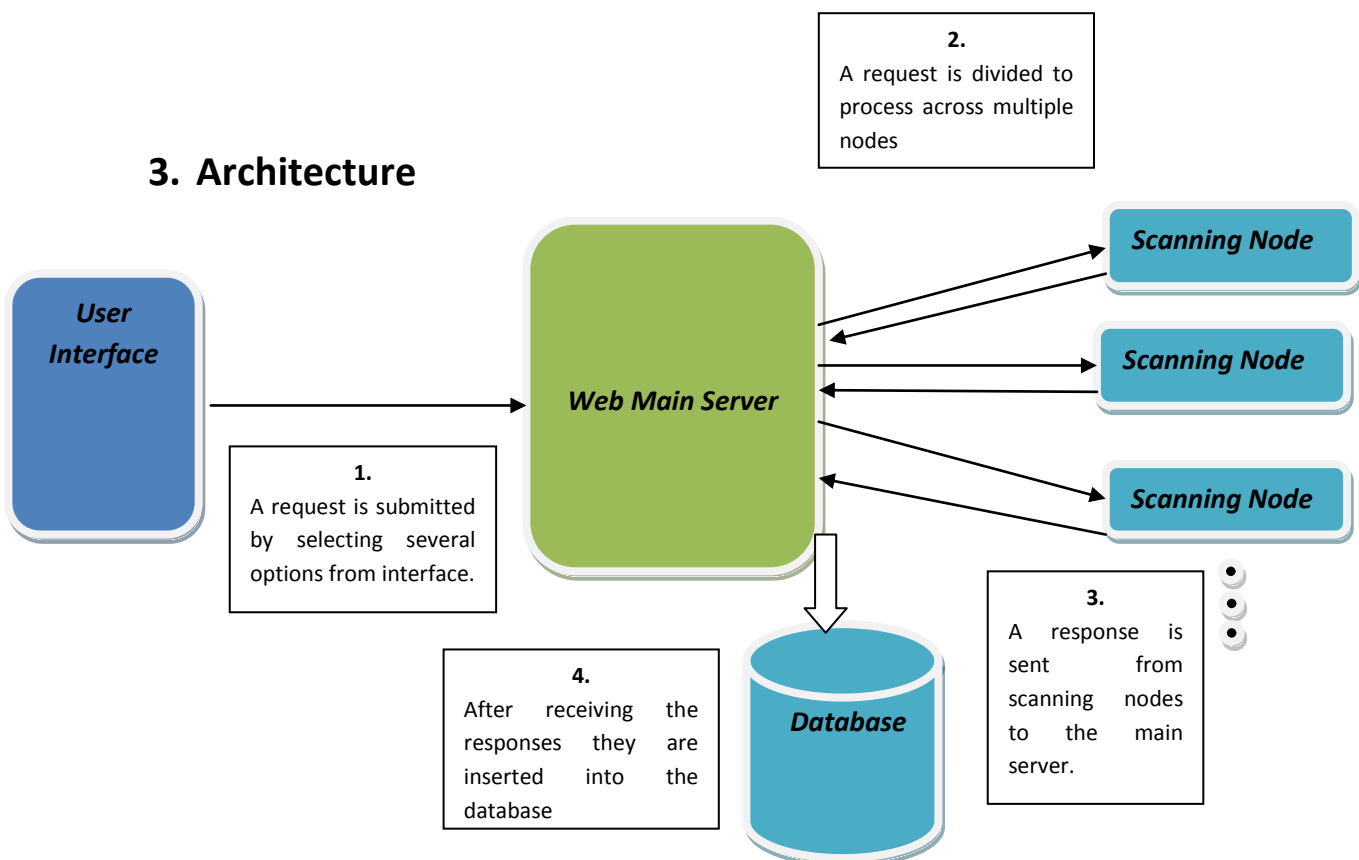 2.
A request is divided to
process across multiple
nodes
3. Architecture
Scanning Node
User
Interface
Scanning Node
Web Main Server
1.
A request is submitted
by selecting several
options from interface.
Scanning Node
3.
A response is
sent from
scanning nodes
to the main
server.
4.
After receiving the
responses they are
inserted into the
database
Database